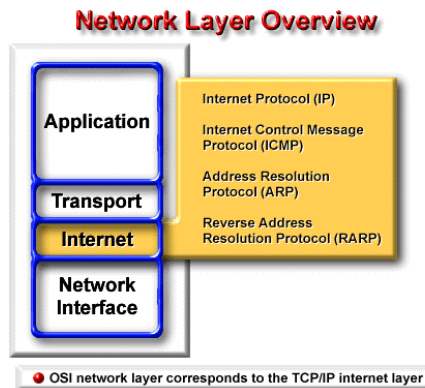 Network Layer Overview
Application
Transport
Internet
Network
Interface
Internet Protocol (IP)
Internet Control Message
Protocol (ICMP)
Address Resolution
Protocol (ARP)
Reverse Address
Resolution Protocol (RARP)
OSI network layer corresponds to the TCP/IP internet layer